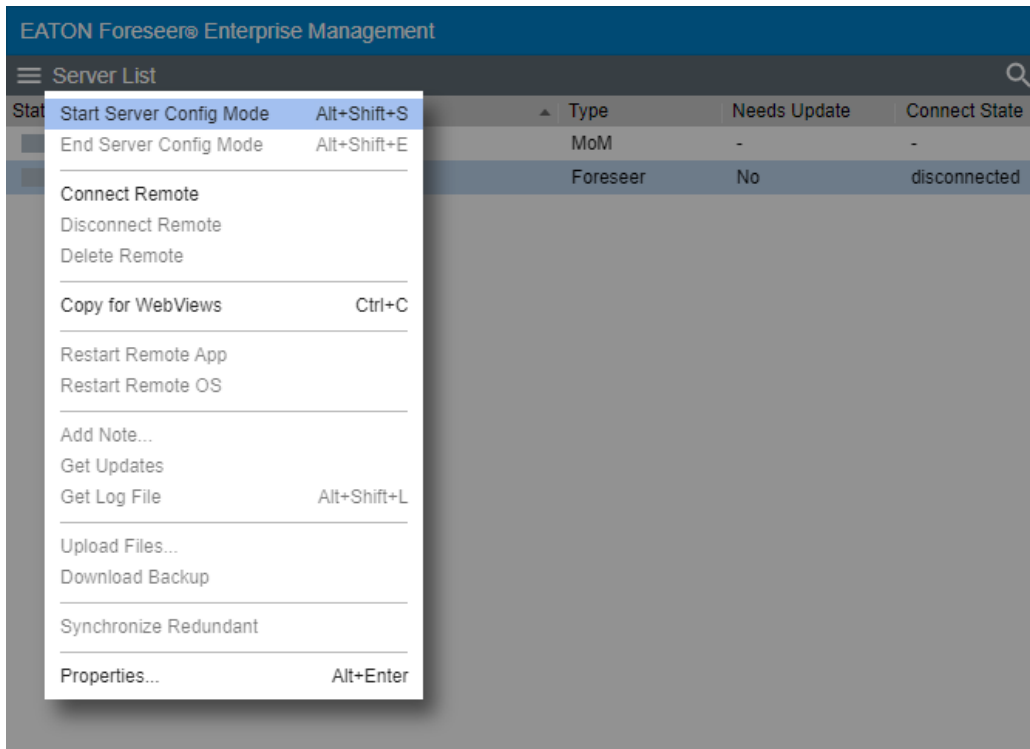 EATON Foreseer® Enterprise Management
Server List
Stat Type Needs Update Connect State
MoM - -
Foreseer No disconnected
Start Server Config Mode Alt+Shift+S
End Server Config Mode Alt+Shift+E
Connect Remote
Disconnect Remote
Delete Remote
Copy for WebViews Ctrl+C
Restart Remote App
Restart Remote OS
Add Note...
Get Updates
Get Log File Alt+Shift+L
Upload Files...
Download Backup
Synchronize Redundant
Properties... Alt+Enter